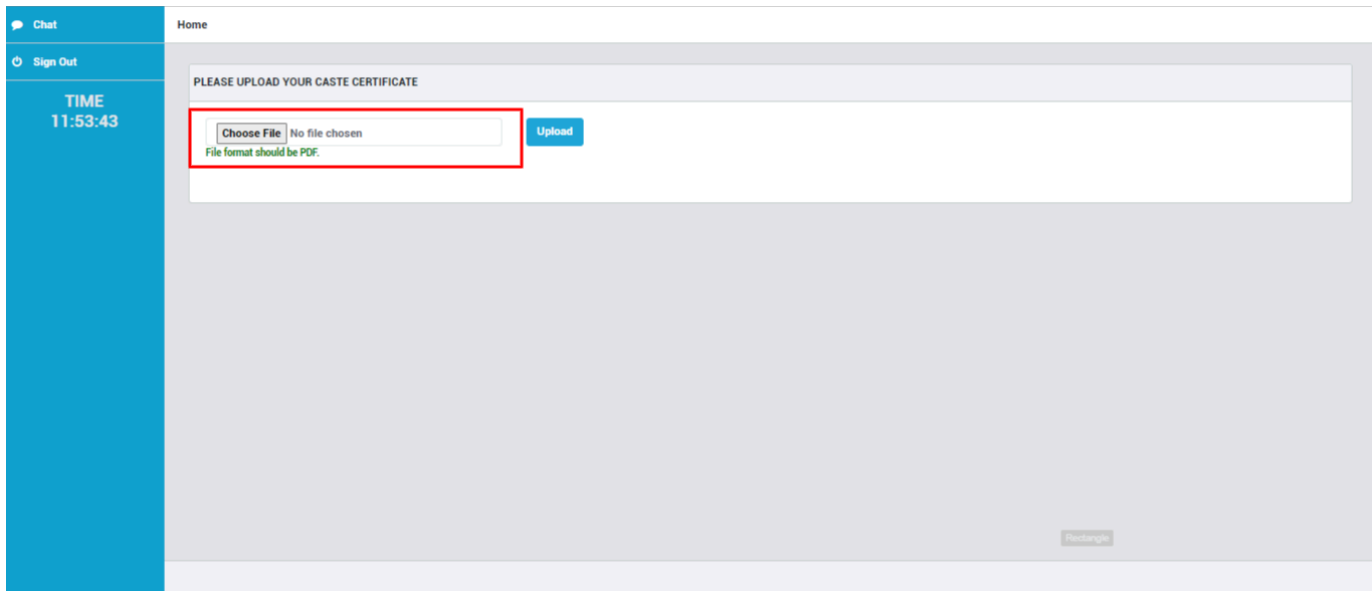 Chat
Home
Sign Out
TIME
11:53:43
PLEASE UPLOAD YOUR CASTE CERTIFICATE
Choose File No file chosen
Upload
File format should be PDF.
Rectangle